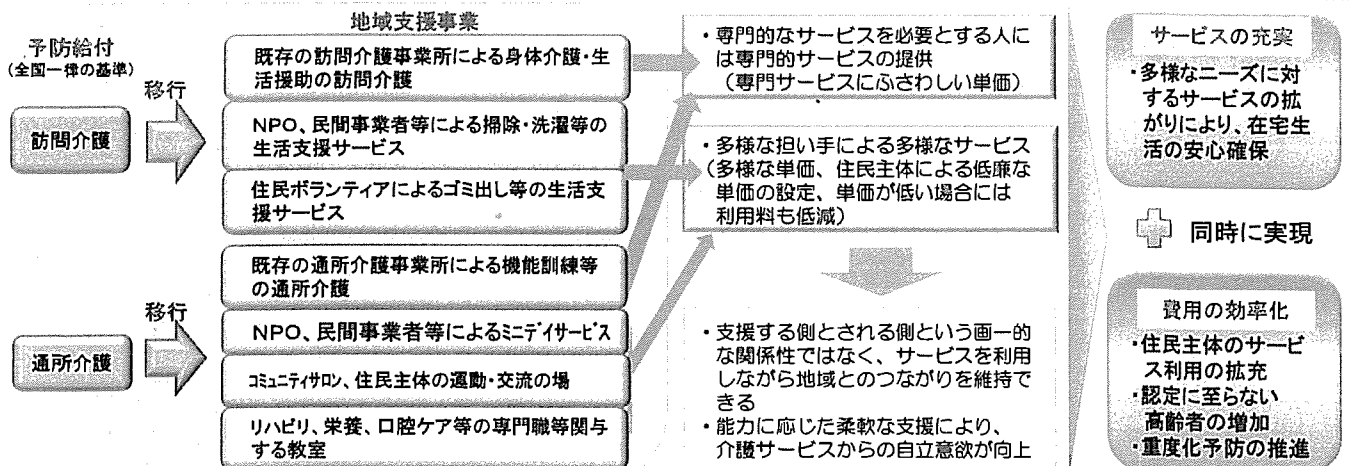 地域支援事業
予防給付
(全国一律の基準)
移行
訪問介護
既存の訪問介護事業所による身体介護・生
活援助の訪問介護
NPO、民間事業者等による掃除・洗濯等の
生活支援サービス
住民ボランティアによるゴミ出し等の生活支
援サービス
移行
通所介護
既存の通所介護事業所による機能訓練等
の通所介護
NPO、民間事業者等によるミニデイサービス
コミュニティサロン、住民主体の運動・交流の場
リハビリ、栄養、口腔ケア等の専門職等関与
する教室
・専門的なサービスを必要とする人に
は専門的サービスの提供
(専門サービスにふさわしい単価)
・多様な担い手による多様なサービス
(多様な単価、住民主体による低廉な
単価の設定、単価が低い場合には
利用料も低減)
・支援する側とされる側という画一的
な関係性ではなく、サービスを利用
しながら地域とのつながりを維持で
きる
・能力に応じた柔軟な支援により、
介護サービスからの自立意欲が向上
サービスの充実
・多様なニーズに対
するサービスの拡
がりにより、在宅生
活の安心確保
同時に実現
費用の効率化
・住民主体のサービ
ス利用の拡充
・認定に至らない
高齢者の増加
・重度化予防の推進